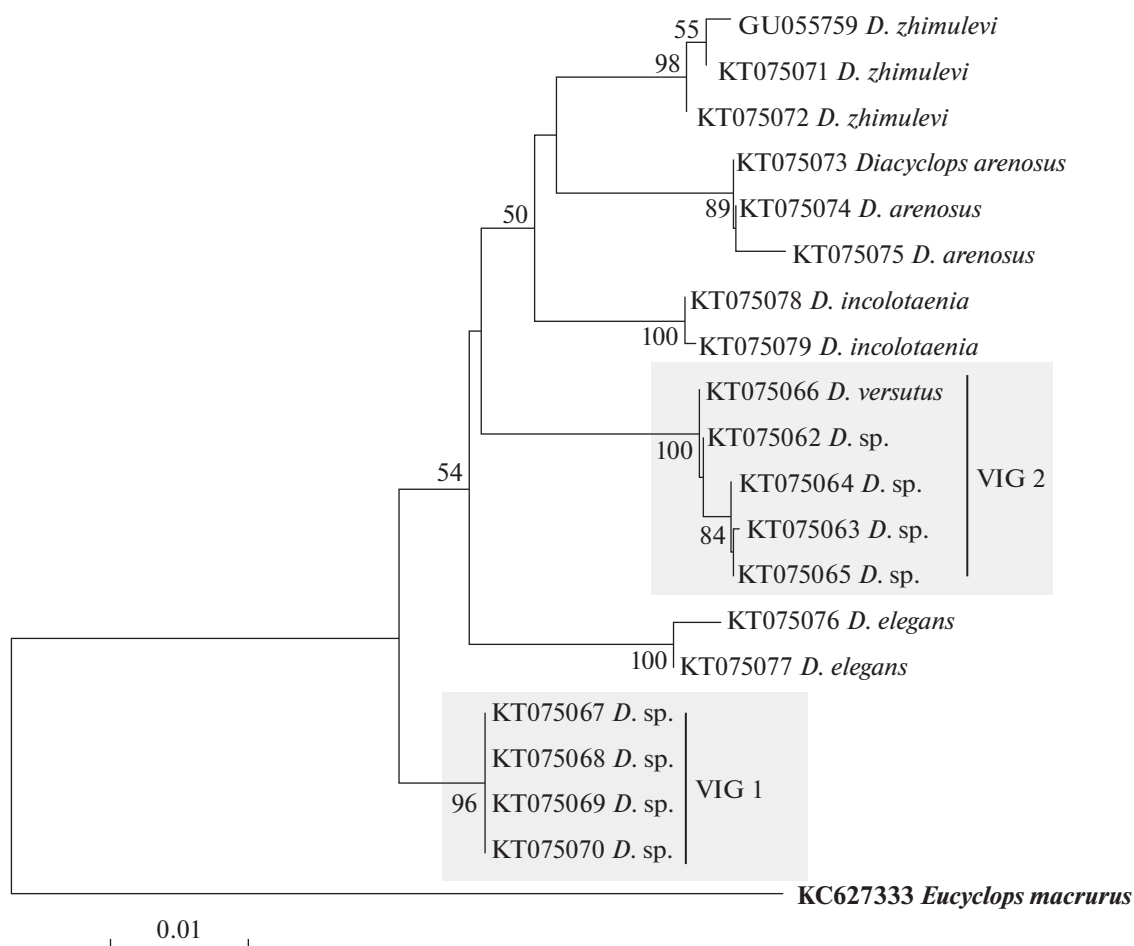 55
GU055759 D. zhimulevi
98
KT075071 D. zhimulevi
KT075072 D. zhimulevi
KT075073 Diacyclops arenosus
89
KT075074 D. arenosus
50
KT075075 D. arenosus
KT075078 D. incolotaenia
100
KT075079 D. incolotaenia
KT075066 D. versutus
100
KT075062 D. sp.
54
KT075064 D. sp.
VIG 2
84
KT075063 D. sp.
KT075065 D. sp.
KT075076 D. elegans
100
KT075077 D. elegans
KT075067 D. sp.
KT075068 D. sp.
VIG 1
96
KT075069 D. sp.
KT075070 D. sp.
KC627333 Eucyclops macrurus
0.01